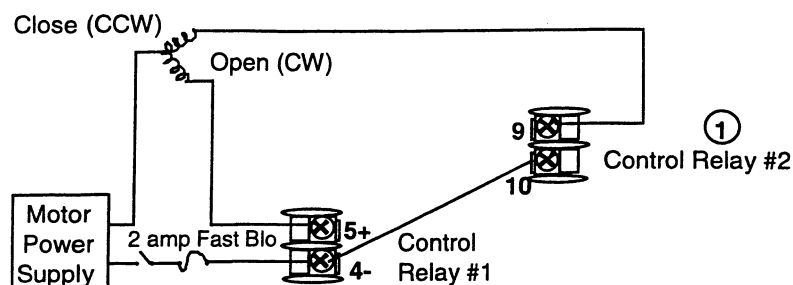 Close (CCW)
Open (CW)
9
1
Control Relay #2
10
Motor
Power
Supply
2 amp Fast Blo
5+
4-
Control
Relay #1